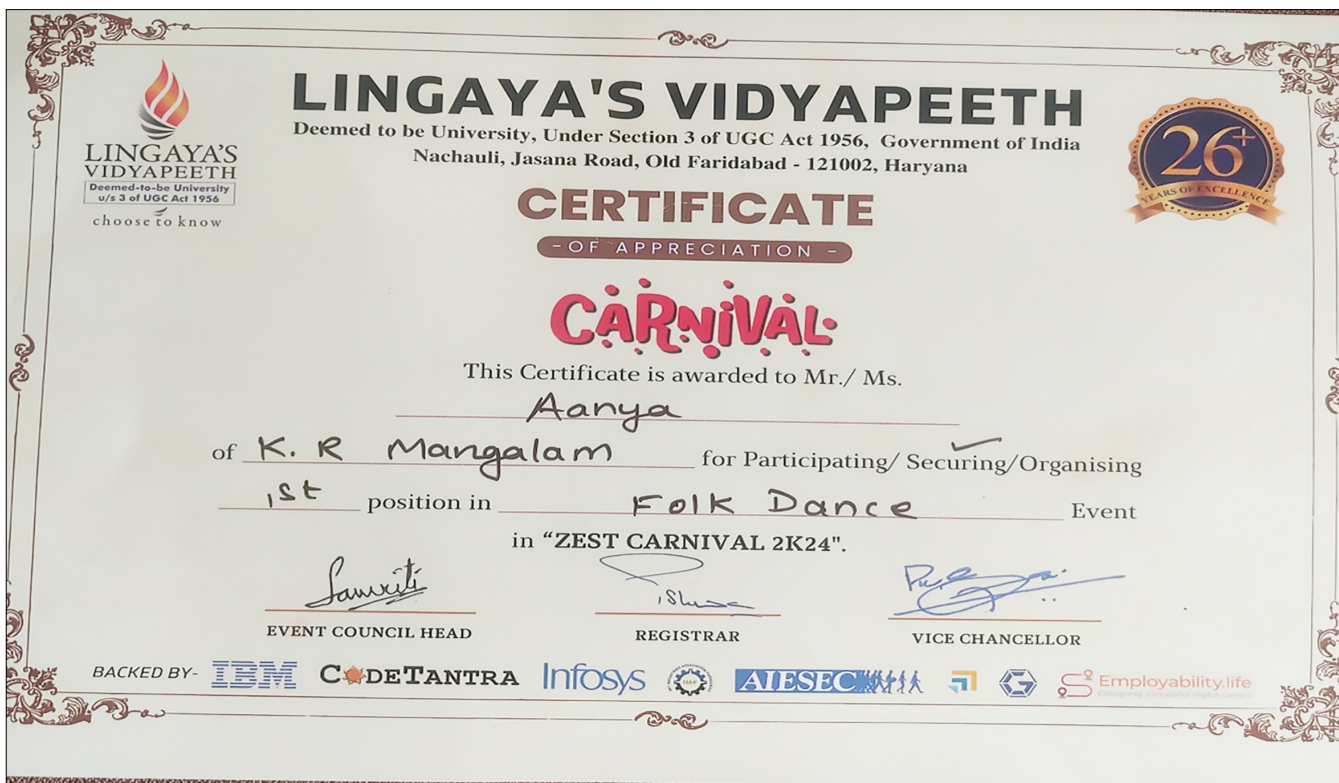 LINGAYA'S VIDYAPEETH
Deemed to be University, Under Section 3 of UGC Act 1956, Government of India
Nachauli, Jasana Road, Old Faridabad - 121002, Haryana
LINGAYA'S
VIDYAPEETH
Deemed-to-be University
u/s 3 of UGC Act 1956
choose to know
26+
YEARS OF EXCELLENCE
CERTIFICATE
- OF APPRECIATION -
CARNiVAL
This Certificate is awarded to Mr./ Ms.
Aanya
of K. R Mangalam for Participating/ Securing/Organising
1st position in Folk Dance Event
in “ZEST CARNIVAL 2K24".
Samriti
EVENT COUNCIL HEAD
REGISTRAR
VICE CHANCELLOR
BACKED BY- IBM CODETANTRA Infosys AIESEC Employability.life